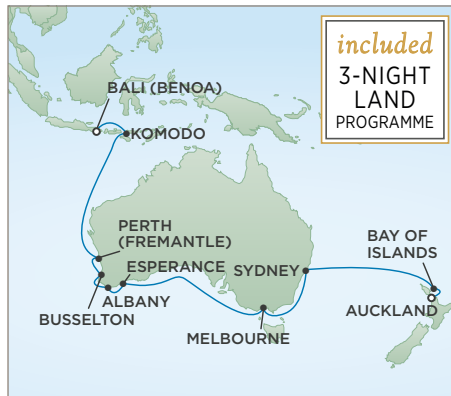 included
3-NIGHT
LAND
PROGRAMME
BALI (BENOA)
KOMODO
PERTH
(FREMANTLE)
ESPERANCE
SYDNEY
BAY OF
ISLANDS
ALBANY
AUCKLAND
BUSSELTON
MELBOURNE